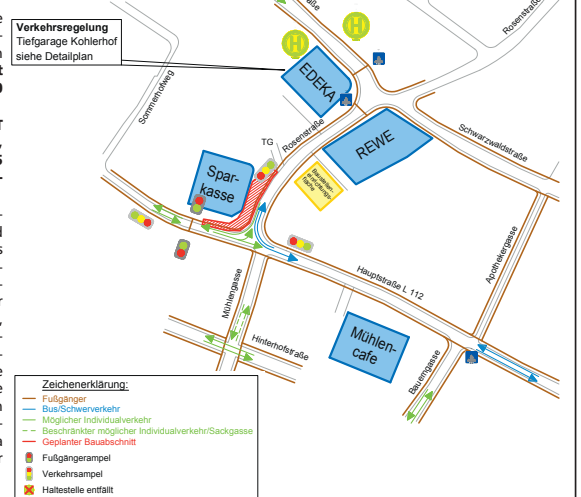 Verkehrsregelung
Tiefgarage Kohlerhof
siehe Detailplan
H
H
EDEKA
Rosenstraße
Sommerhofweg
Rosenstraße
TG
REWE
Schwarzwaldstraße
Spar-
kasse
Hauptstraße L 112
Apothekergasse
Mühlengasse
Hinterhofstraße
Mühlen-
cafe
Bauerngasse
Zeichenerklärung:
Fußgänger
Bus/Schwerverkehr
Möglicher Individualverkehr
Beschränkter möglicher Individualverkehr/Sackgasse
Geplanter Bauabschnitt
Fußgängerampel
Verkehrsampel
Haltestelle entfällt